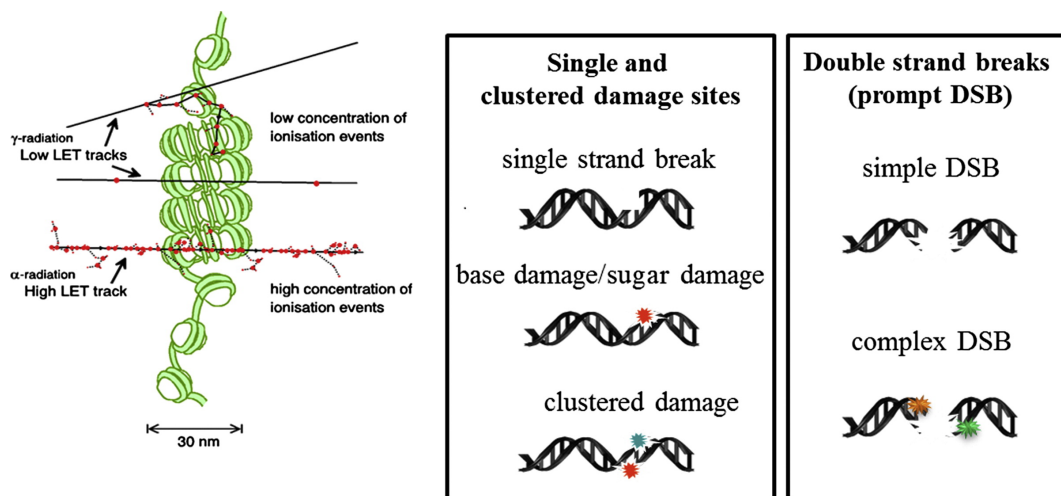 low concentration of
ionisation events
γ-radiation
Low LET tracks
α-radiation
High LET track
high concentration of
ionisation events
30 nm
Single and
clustered damage sites
single strand break
base damage/sugar damage
clustered damage
Double strand breaks
(prompt DSB)
simple DSB
complex DSB